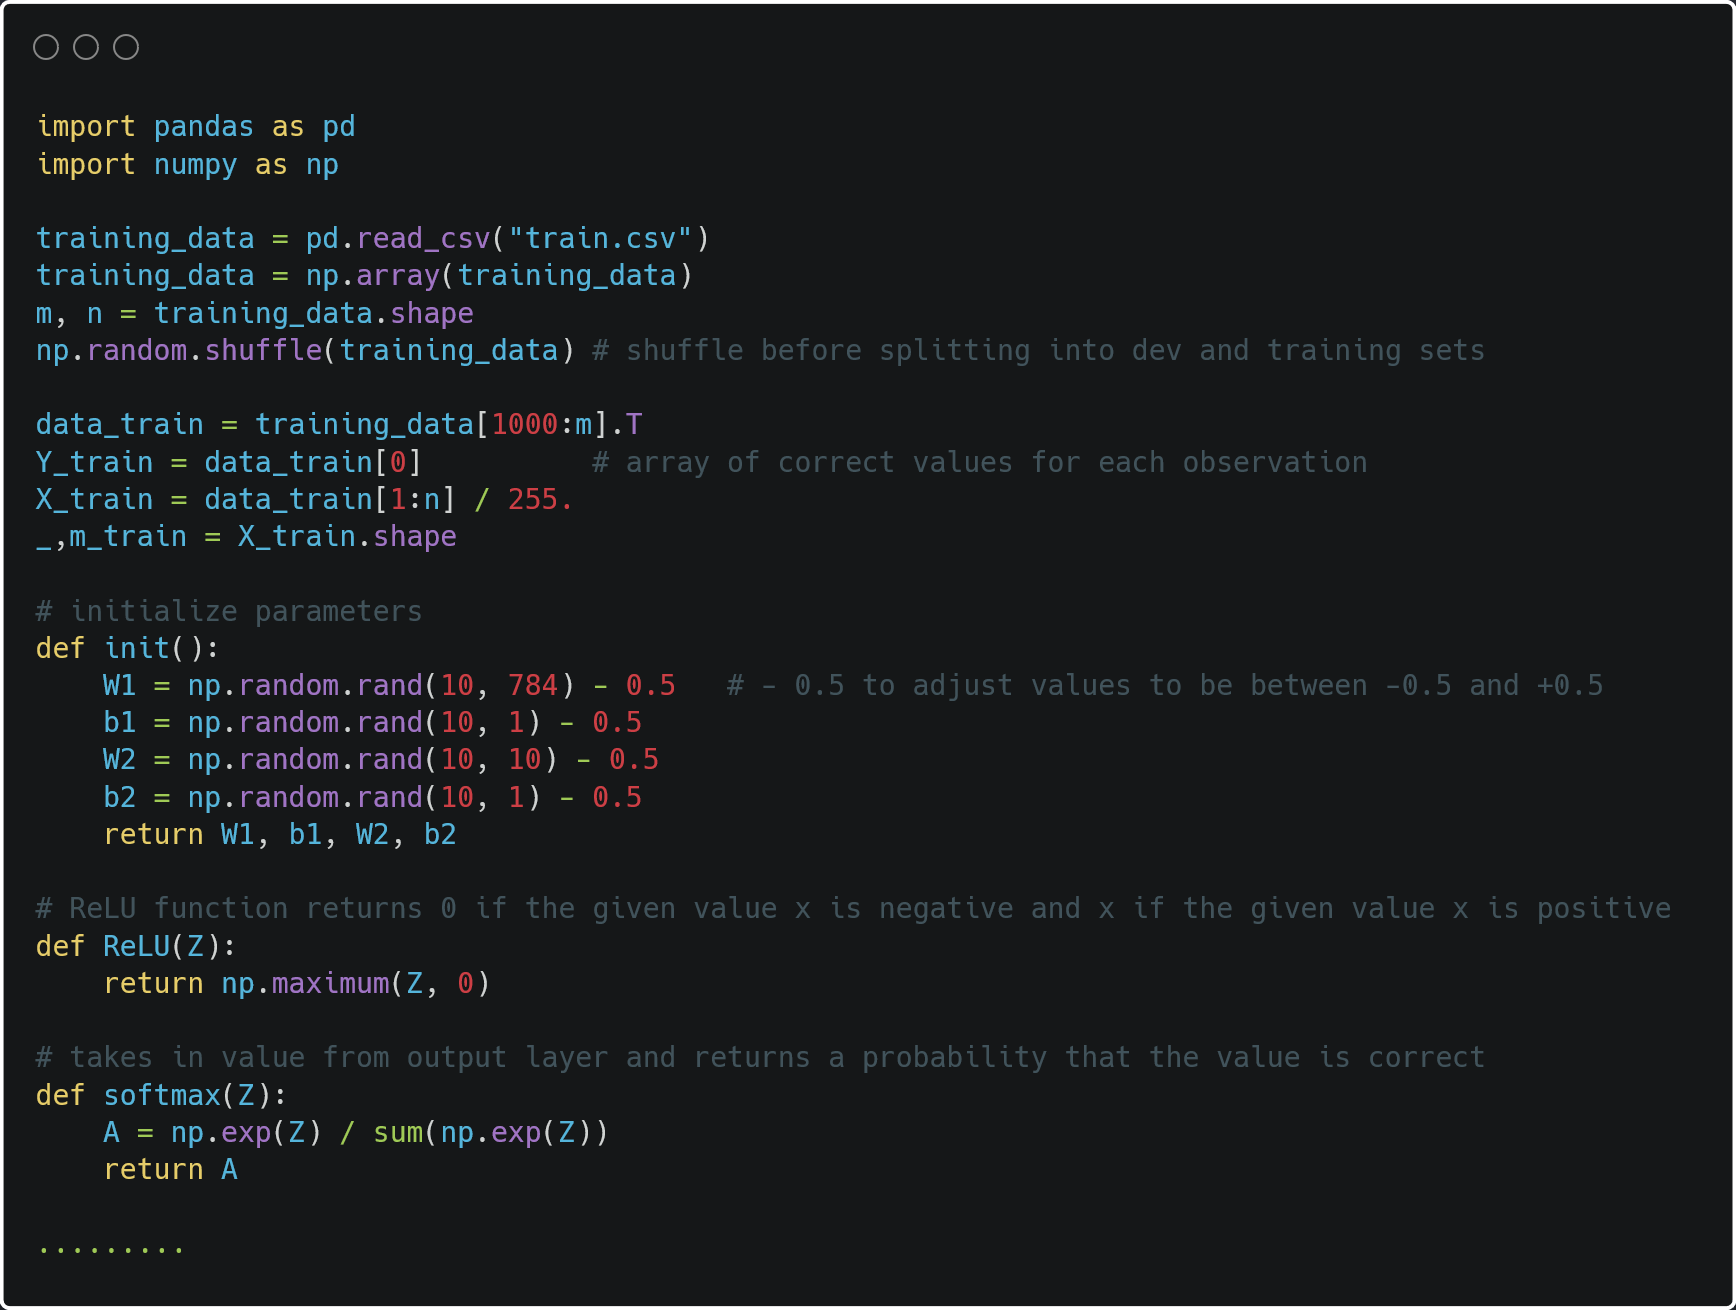 import pandas as pd
import numpy as np
training_data = pd.read_csv("train.csv")
training_data = np.array(training_data)
m, n = training_data.shape
np.random.shuffle(training_data) # shuffle before splitting into dev and training sets
data_train = training_data[1000:m].T
Y_train = data_train[0]          # array of correct values for each observation
X_train = data_train[1:n] / 255.
_,m_train = X_train.shape
# initialize parameters
def init():
    W1 = np.random.rand(10, 784) - 0.5   # - 0.5 to adjust values to be between -0.5 and +0.5
    b1 = np.random.rand(10, 1) - 0.5
    W2 = np.random.rand(10, 10) - 0.5
    b2 = np.random.rand(10, 1) - 0.5
    return W1, b1, W2, b2
# ReLU function returns 0 if the given value x is negative and x if the given value x is positive
def ReLU(Z):
    return np.maximum(Z, 0)
# takes in value from output layer and returns a probability that the value is correct
def softmax(Z):
    A = np.exp(Z) / sum(np.exp(Z))
    return A
.........